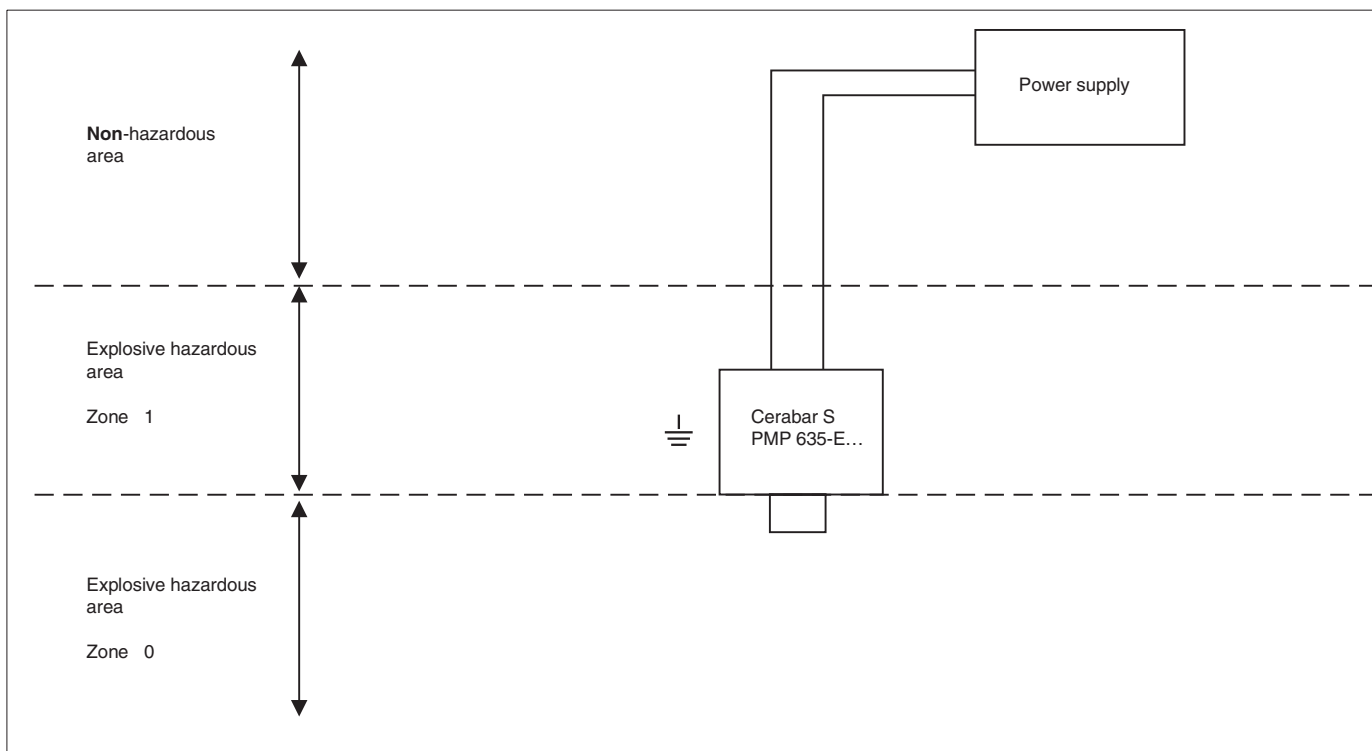 Power supply
Non-hazardous
area
Explosive hazardous
area
Zone 1
Cerabar S
PMP 635-E…
Explosive hazardous
area
Zone 0